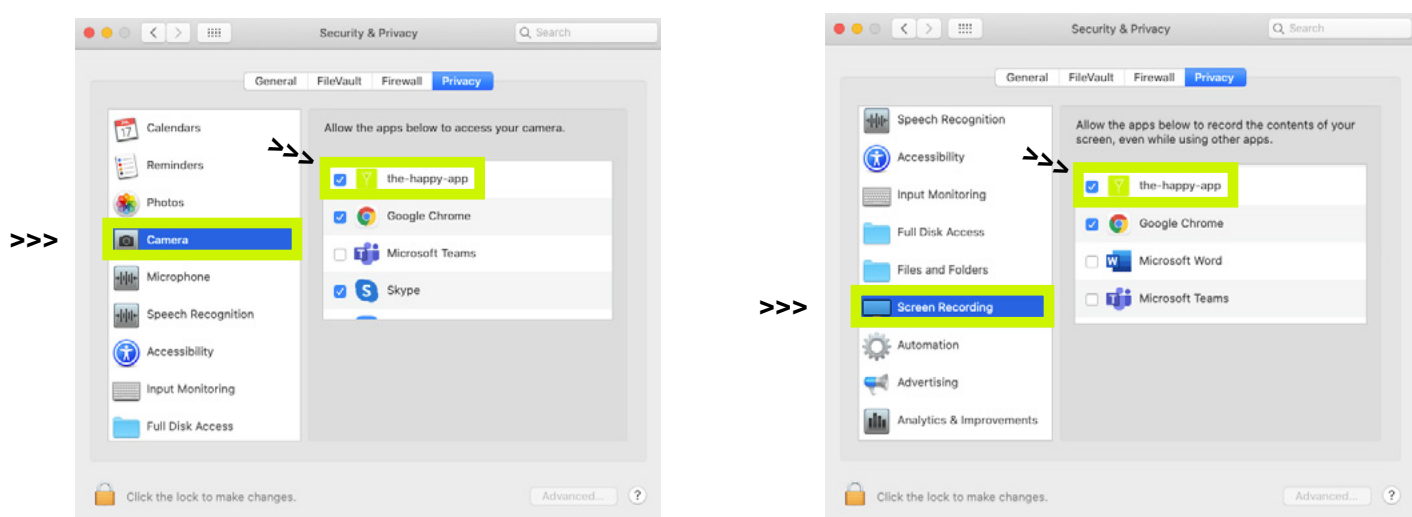 Security & Privacy
Search
General FileVault Firewall Privacy
Calendars
Reminders
Photos
Camera
Microphone
Speech Recognition
Accessibility
Input Monitoring
Full Disk Access
Allow the apps below to access your camera.
the-happy-app
Google Chrome
Microsoft Teams
Skype
>>>
>>>
17
S
Click the lock to make changes.
Advanced...
?
Security & Privacy
Search
General FileVault Firewall Privacy
Speech Recognition
Accessibility
Input Monitoring
Full Disk Access
Files and Folders
Screen Recording
Automation
Advertising
Analytics & Improvements
Allow the apps below to record the contents of your
screen, even while using other apps.
the-happy-app
Google Chrome
Microsoft Word
Microsoft Teams
>>>
>>>
W
Click the lock to make changes.
Advanced...
?